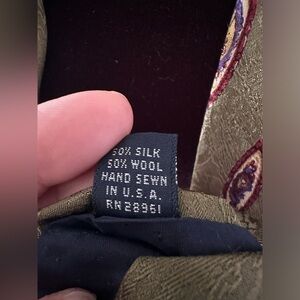 50% SILK
50% WOOL
HAND SEWN
IN U.S.A.
RN 28961